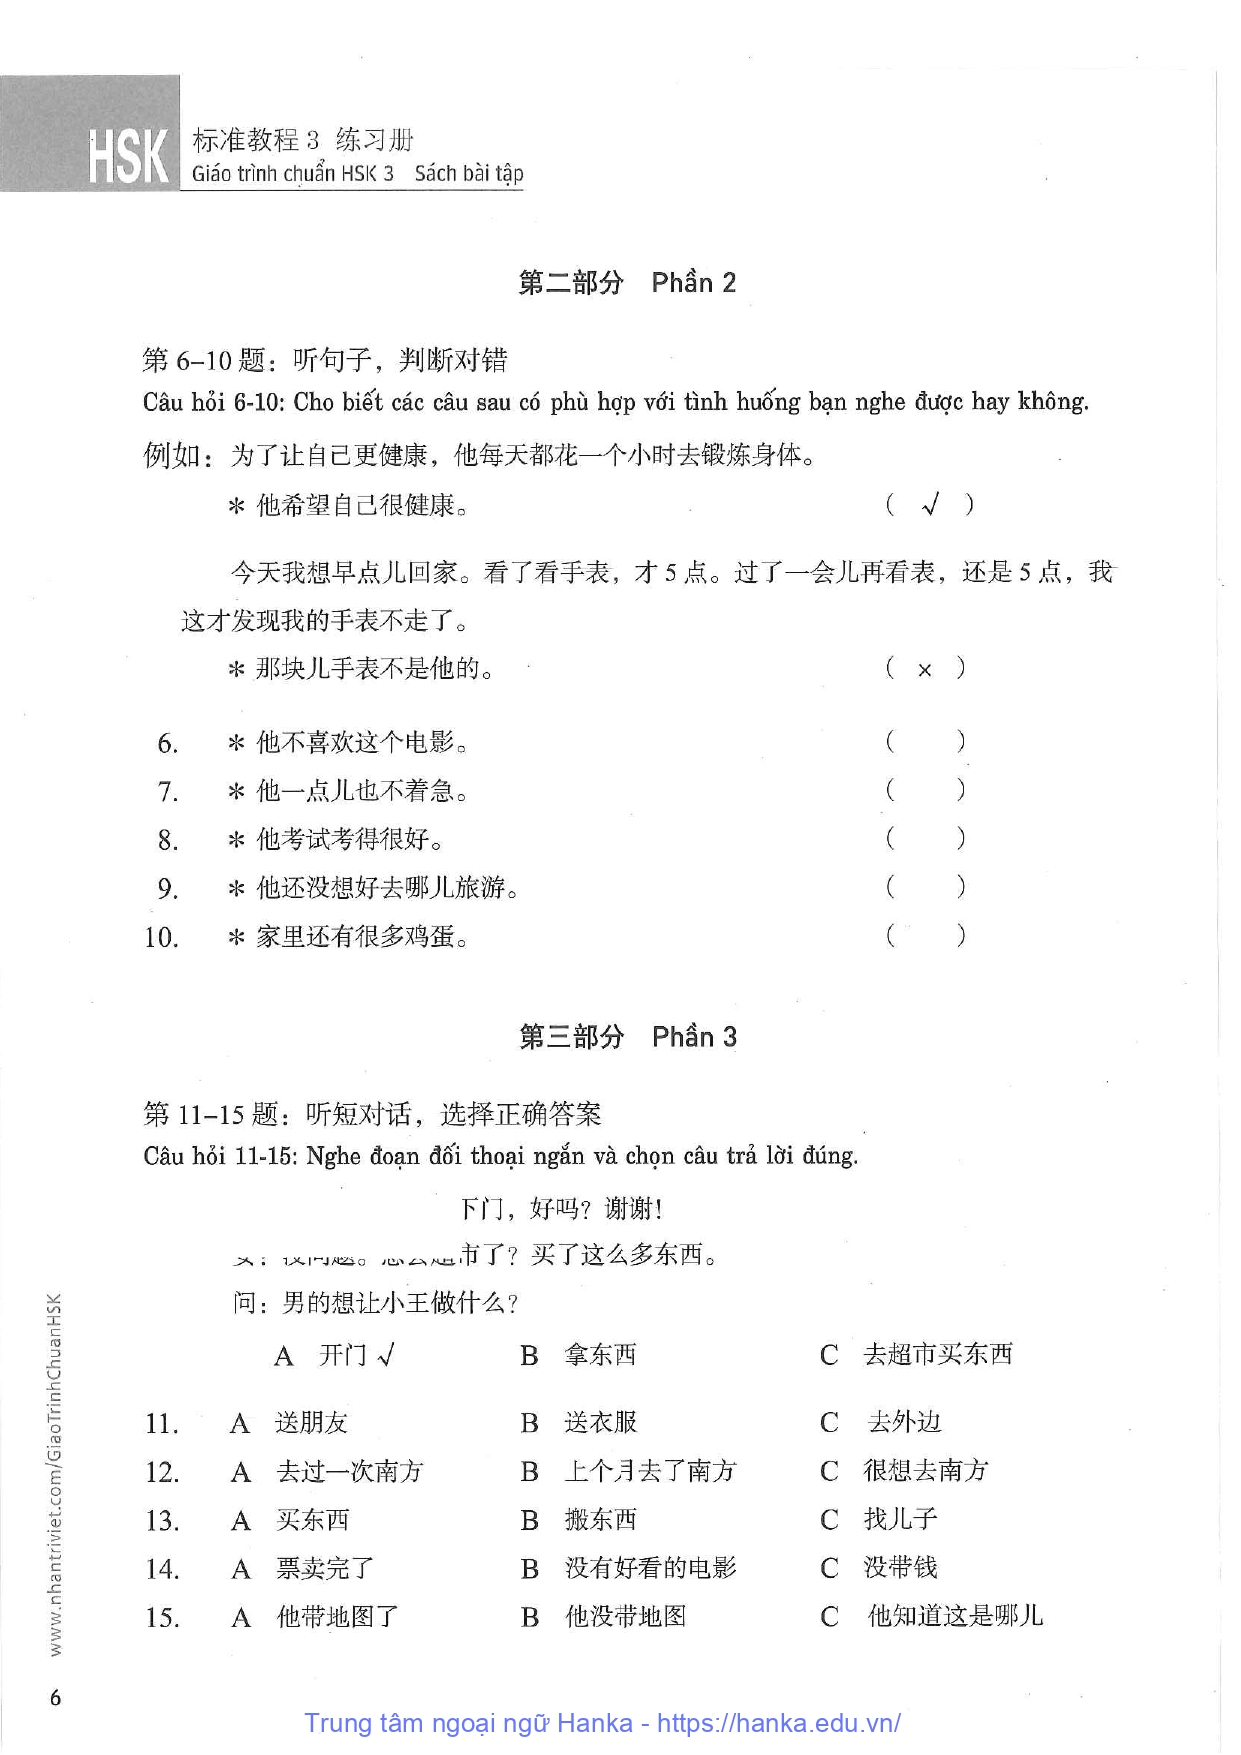 HSK 标准教程 3 练习册
Giáo trình chuẩn HSK 3 Sách bài tập
第二部分 Phần 2
第 6–10 题：听句子，判断对错
Câu hỏi 6-10: Cho biết các câu sau có phù hợp với tình huống bạn nghe được hay không.
例如：为了让自己更健康，他每天都花一个小时去锻炼身体。
＊ 他希望自己很健康。 （ √ ）
今天我想早点儿回家。看了看手表，才 5 点。过了一会儿再看表，还是 5 点，我
这才发现我的手表不走了。
＊ 那块儿手表不是他的。 （ × ）
6. ＊ 他不喜欢这个电影。 （ ）
7. ＊ 他一点儿也不着急。 （ ）
8. ＊ 他考试考得很好。 （ ）
9. ＊ 他还没想好去哪儿旅游。 （ ）
10. ＊ 家里还有很多鸡蛋。 （ ）
第三部分 Phần 3
第 11–15 题：听短对话，选择正确答案
Câu hỏi 11-15: Nghe đoạn đối thoại ngắn và chọn câu trả lời đúng.
下门，好吗？谢谢！
市了？买了这么多东西。
问：男的想让小王做什么？
A 开门 √ B 拿东西 C 去超市买东西
11. A 送朋友 B 送衣服 C 去外边
12. A 去过一次南方 B 上个月去了南方 C 很想去南方
13. A 买东西 B 搬东西 C 找儿子
14. A 票卖完了 B 没有好看的电影 C 没带钱
15. A 他带地图了 B 他没带地图 C 他知道这是哪儿
www.nhantriviet.com/GiaoTrinhChuanHSK
6
Trung tâm ngoại ngữ Hanka - https://hanka.edu.vn/